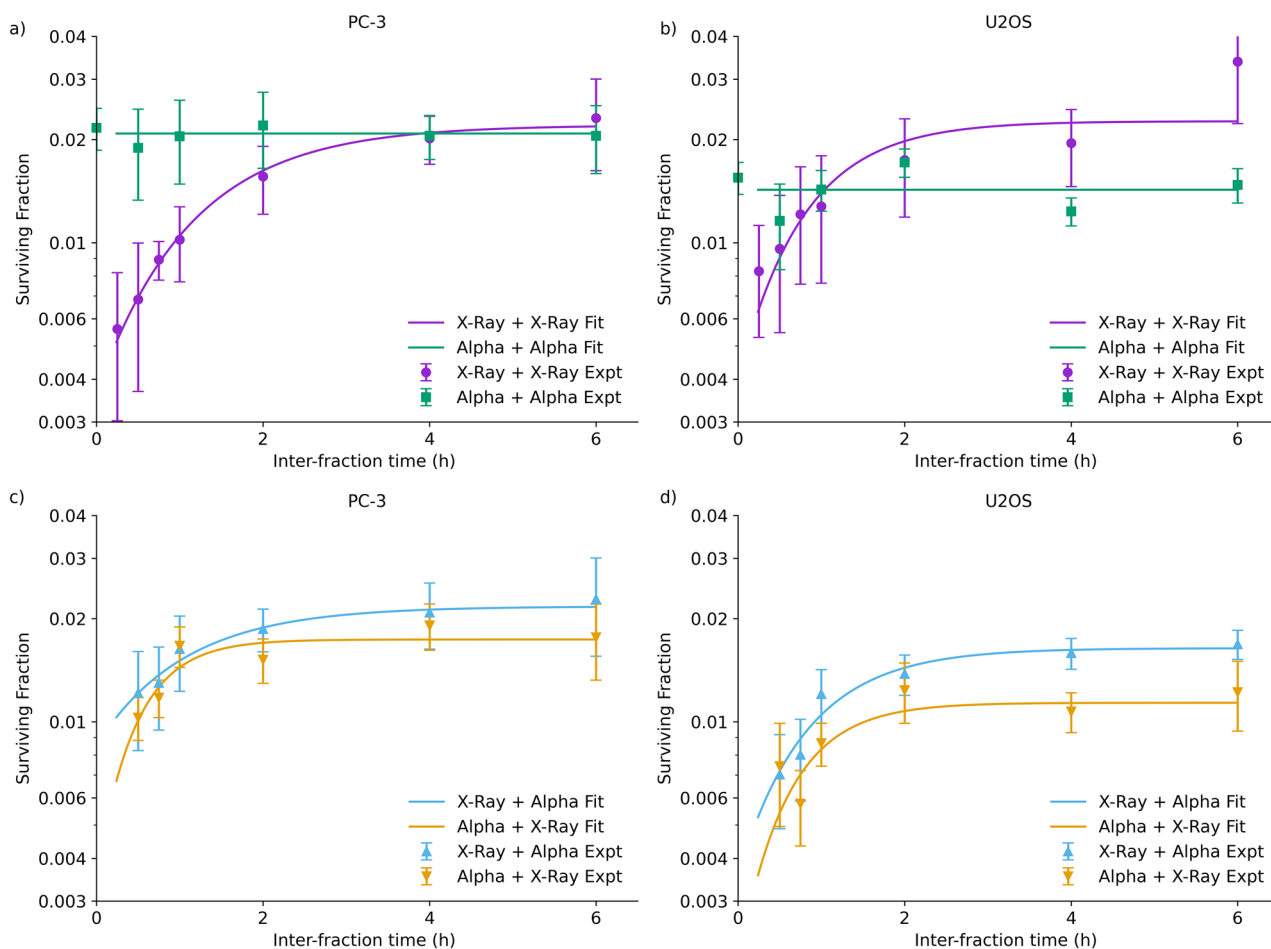 a)
PC-3
Surviving Fraction
0.04
0.03
0.02
0.01
0.006
0.004
0.003
0 2 4 6
Inter-fraction time (h)
X-Ray + X-Ray Fit
Alpha + Alpha Fit
X-Ray + X-Ray Expt
Alpha + Alpha Expt
b)
U2OS
Surviving Fraction
0.04
0.03
0.02
0.01
0.006
0.004
0.003
0 2 4 6
Inter-fraction time (h)
X-Ray + X-Ray Fit
Alpha + Alpha Fit
X-Ray + X-Ray Expt
Alpha + Alpha Expt
c)
PC-3
Surviving Fraction
0.04
0.03
0.02
0.01
0.006
0.004
0.003
0 2 4 6
Inter-fraction time (h)
X-Ray + Alpha Fit
Alpha + X-Ray Fit
X-Ray + Alpha Expt
Alpha + X-Ray Expt
d)
U2OS
Surviving Fraction
0.04
0.03
0.02
0.01
0.006
0.004
0.003
0 2 4 6
Inter-fraction time (h)
X-Ray + Alpha Fit
Alpha + X-Ray Fit
X-Ray + Alpha Expt
Alpha + X-Ray Expt